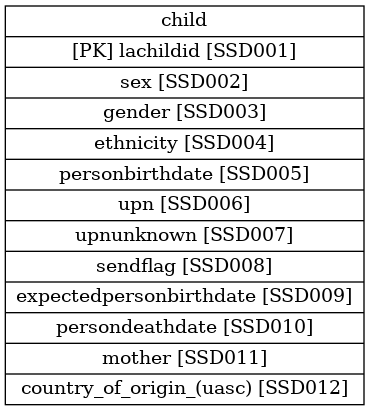 child
[PK] lachildid [SSD001]
sex [SSD002]
gender [SSD003]
ethnicity [SSD004]
personbirthdate [SSD005]
upn [SSD006]
upnunknown [SSD007]
sendflag [SSD008]
expectedpersonbirthdate [SSD009]
persondeathdate [SSD010]
mother [SSD011]
country_of_origin_(uasc) [SSD012]